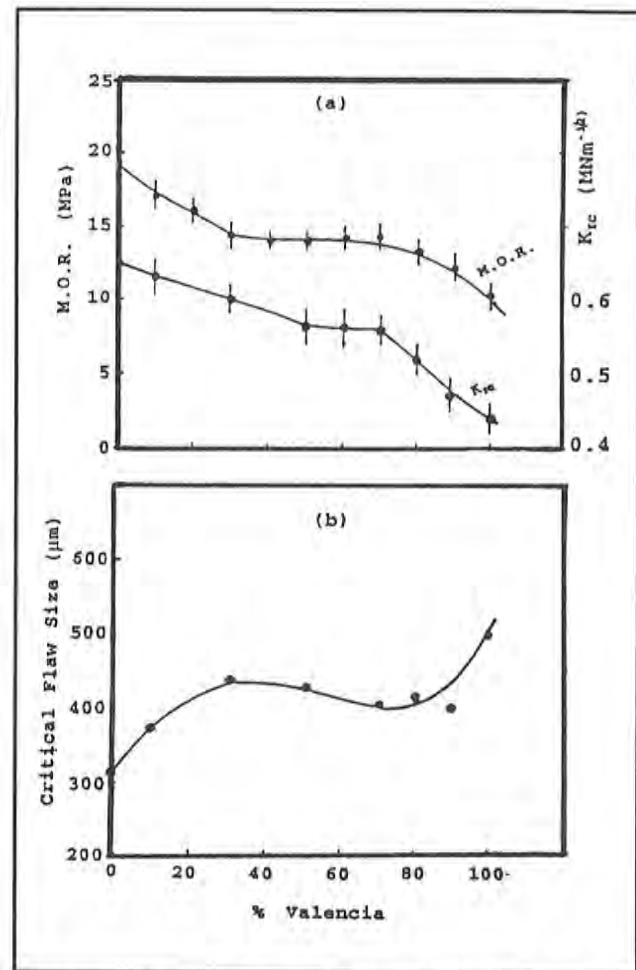 (a)
25
20
15
10
5
0
M.O.R. (MPa)
0.6
0.5
0.4
K_Ic (MNm^-3/2)
M.O.R.
K_Ic
(b)
600
500
400
300
200
Critical Flaw Size (μm)
0 20 40 60 80 100
% Valencia